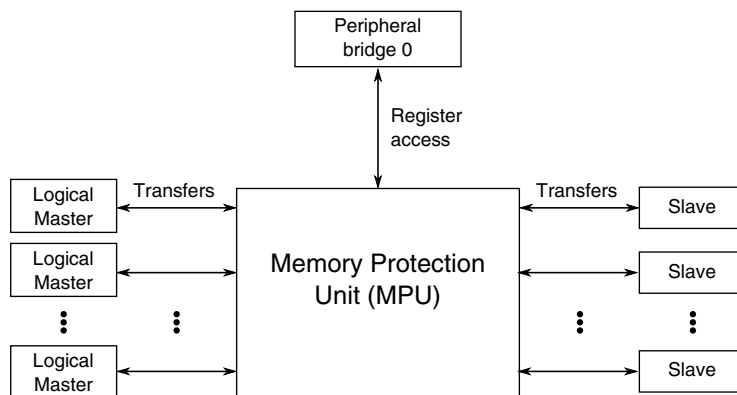 Peripheral
bridge 0
Register
access
Logical
Master
Transfers
Transfers
Slave
Logical
Master
Memory Protection
Unit (MPU)
Slave
Logical
Master
Slave